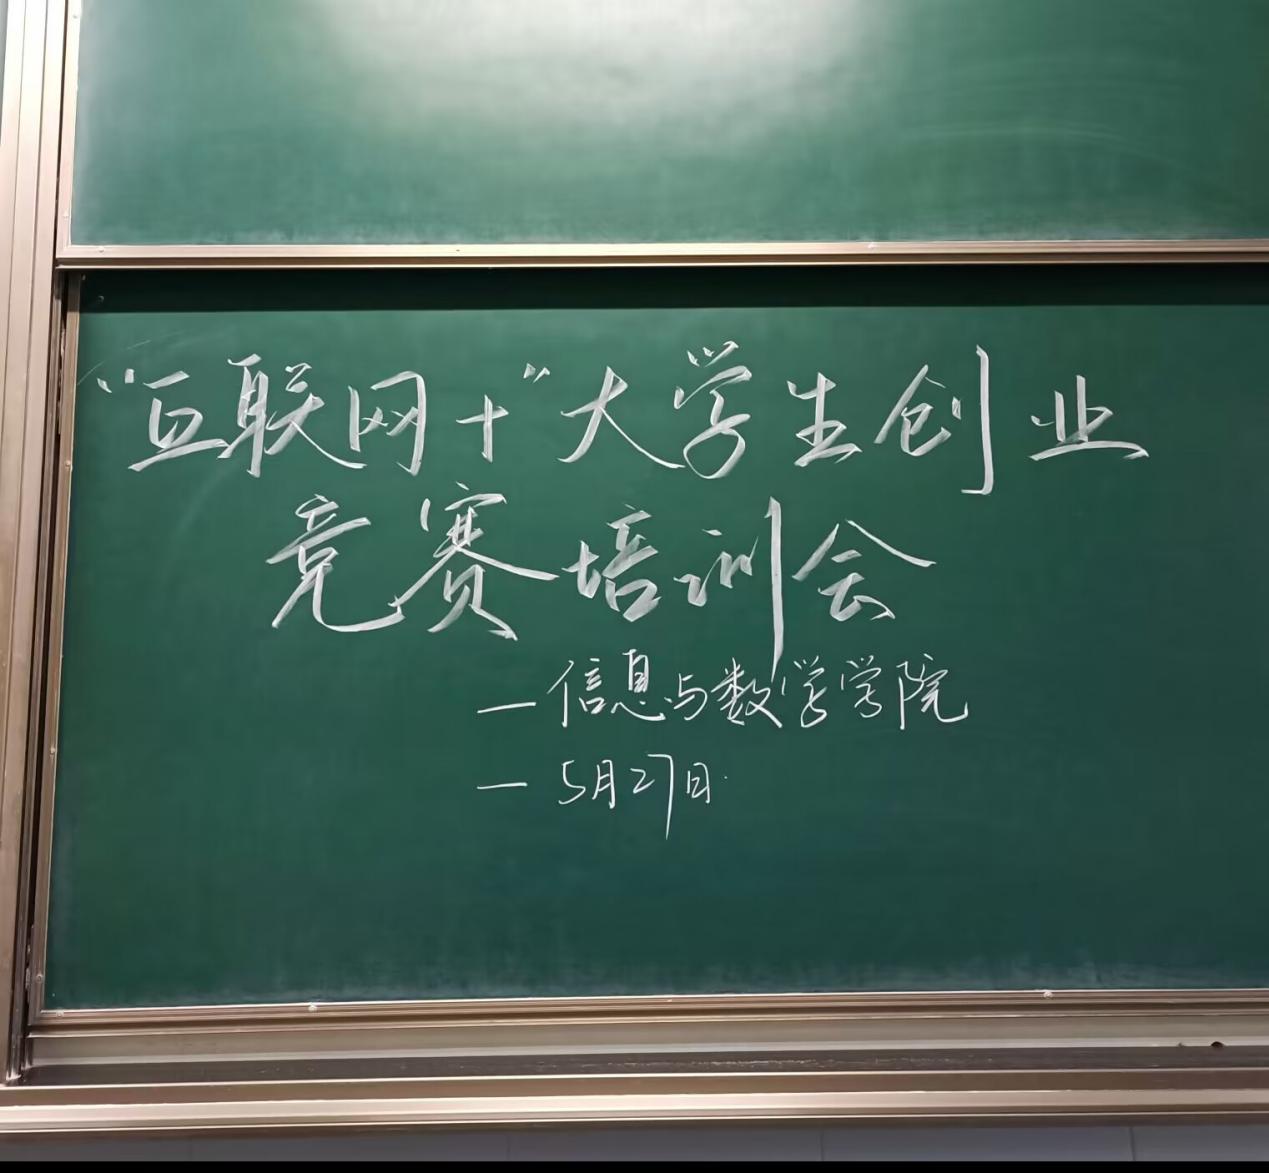 “互联网+”大学生创业
竞赛培训会
—信息与数学学院
—5月27日